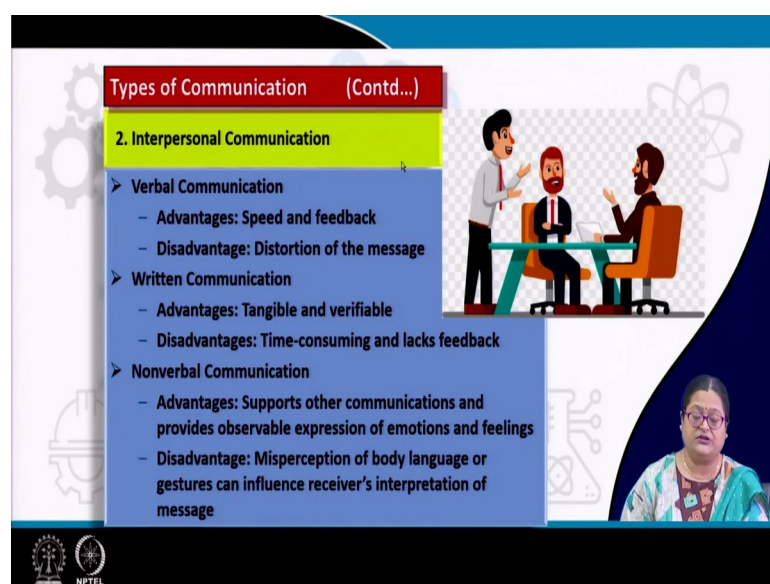 Types of Communication (Contd...)
2. Interpersonal Communication
➢ Verbal Communication
– Advantages: Speed and feedback
– Disadvantage: Distortion of the message
➢ Written Communication
– Advantages: Tangible and verifiable
– Disadvantages: Time-consuming and lacks feedback
➢ Nonverbal Communication
– Advantages: Supports other communications and
provides observable expression of emotions and feelings
– Disadvantage: Misperception of body language or
gestures can influence receiver's interpretation of
message
NPTEL